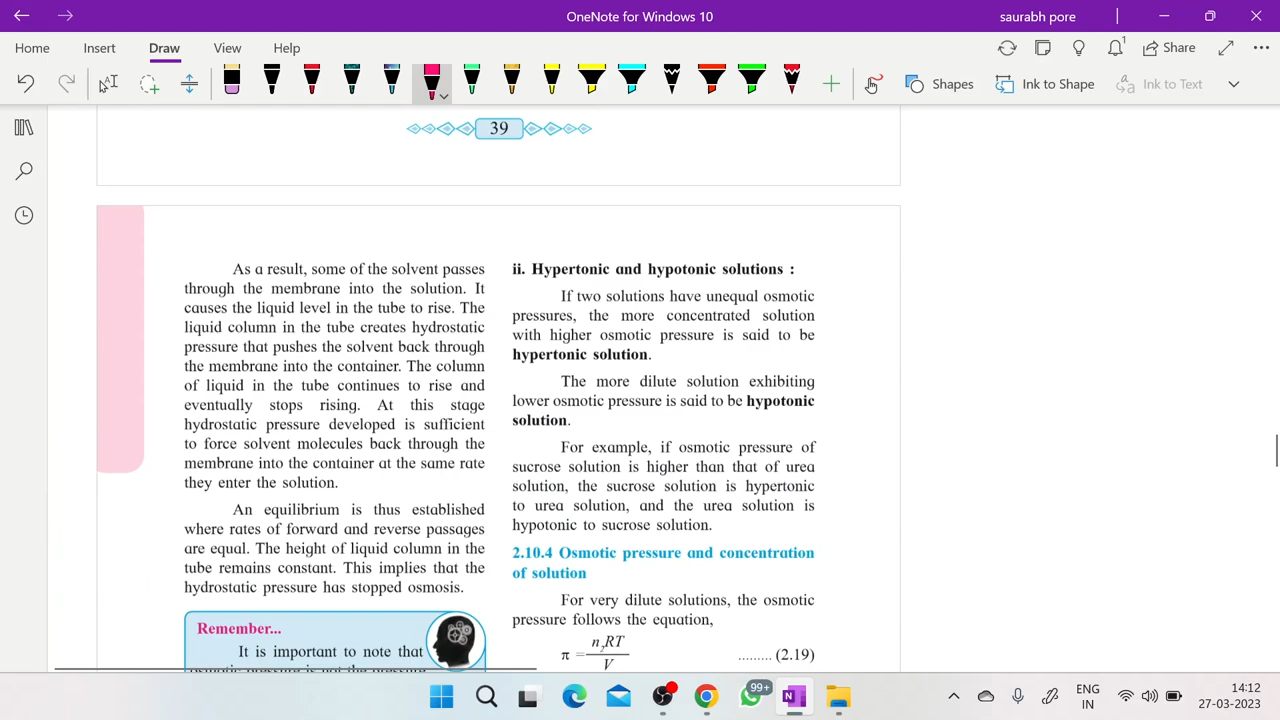 OneNote for Windows 10
saurabh pore
Home Insert Draw View Help
Share
Shapes
Ink to Shape
Ink to Text
39
As a result, some of the solvent passes
through the membrane into the solution. It
causes the liquid level in the tube to rise. The
liquid column in the tube creates hydrostatic
pressure that pushes the solvent back through
the membrane into the container. The column
of liquid in the tube continues to rise and
eventually stops rising. At this stage
hydrostatic pressure developed is sufficient
to force solvent molecules back through the
membrane into the container at the same rate
they enter the solution.
An equilibrium is thus established
where rates of forward and reverse passages
are equal. The height of liquid column in the
tube remains constant. This implies that the
hydrostatic pressure has stopped osmosis.
Remember...
It is important to note that
osmotic pressure is not the pressure
ii. Hypertonic and hypotonic solutions :
If two solutions have unequal osmotic
pressures, the more concentrated solution
with higher osmotic pressure is said to be
hypertonic solution.
The more dilute solution exhibiting
lower osmotic pressure is said to be hypotonic
solution.
For example, if osmotic pressure of
sucrose solution is higher than that of urea
solution, the sucrose solution is hypertonic
to urea solution, and the urea solution is
hypotonic to sucrose solution.
2.10.4 Osmotic pressure and concentration
of solution
For very dilute solutions, the osmotic
pressure follows the equation,
π = n₂RT / V ......... (2.19)
99+
ENG
IN
14:12
27-03-2023